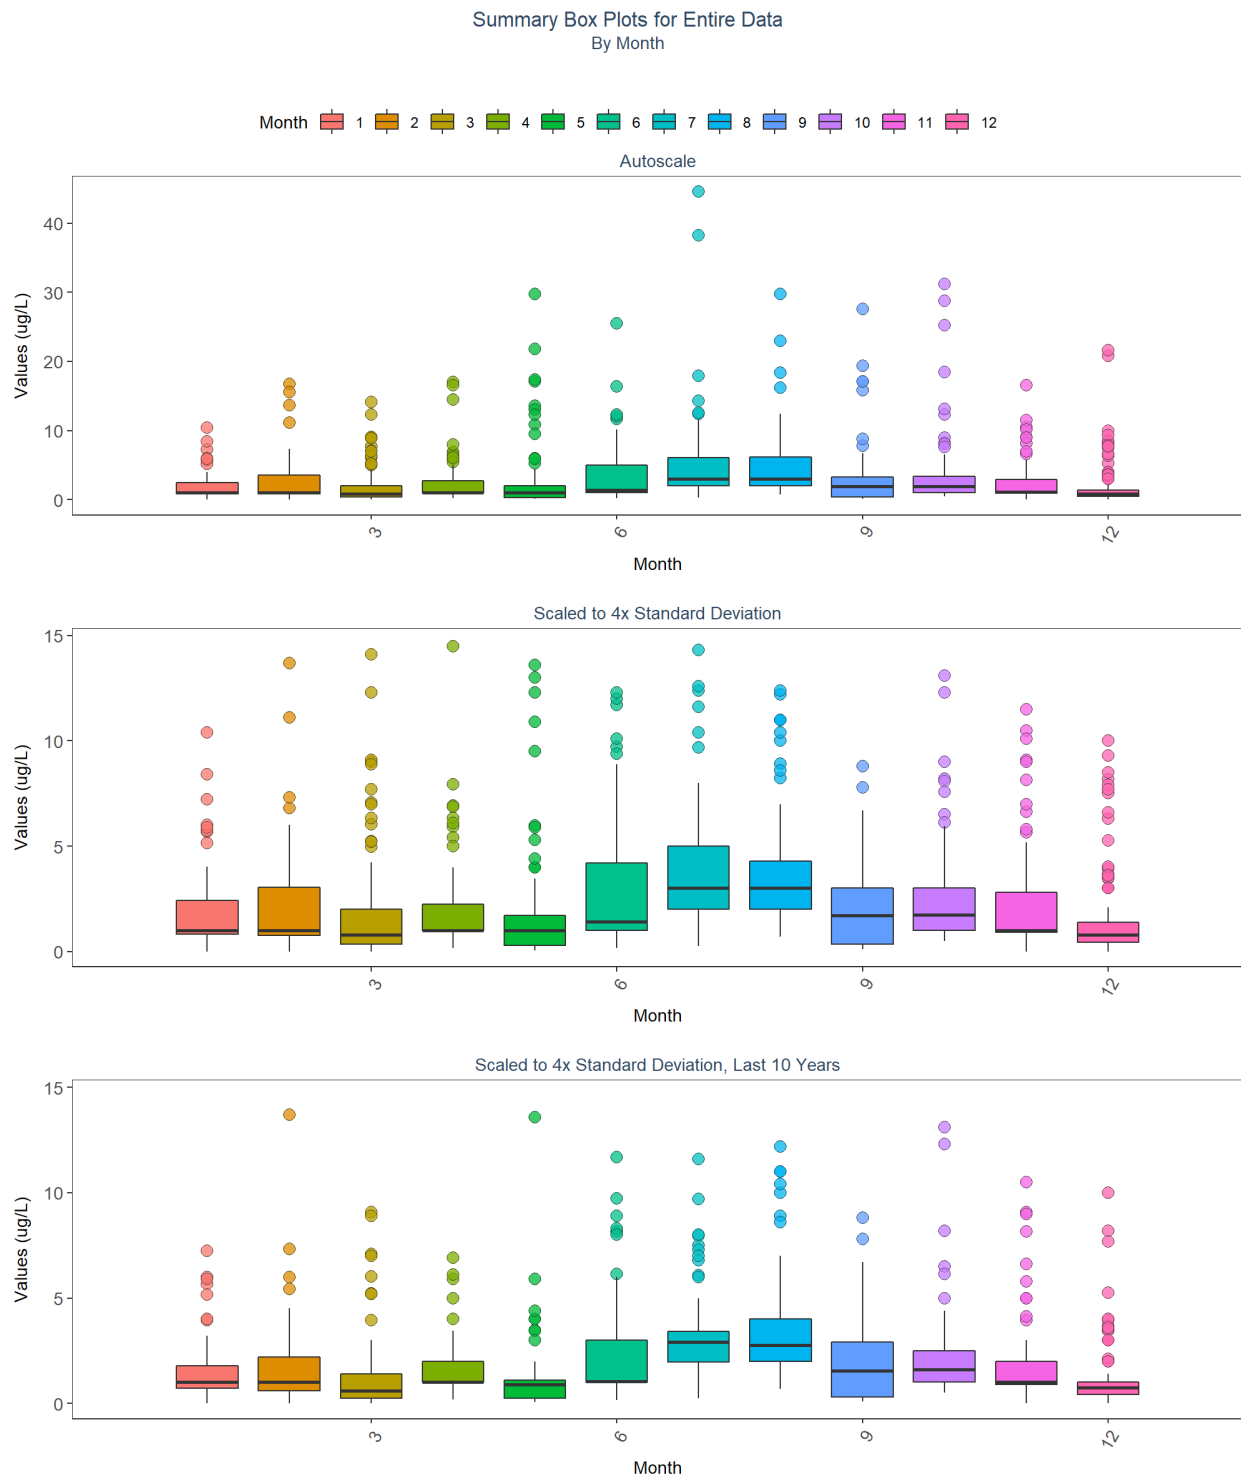 Summary Box Plots for Entire Data
By Month
Month 1 2 3 4 5 6 7 8 9 10 11 12
Autoscale
Values (ug/L)
40
30
20
10
0
3 6 9 12
Month
Scaled to 4x Standard Deviation
Values (ug/L)
15
10
5
0
3 6 9 12
Month
Scaled to 4x Standard Deviation, Last 10 Years
Values (ug/L)
15
10
5
0
3 6 9 12
Month